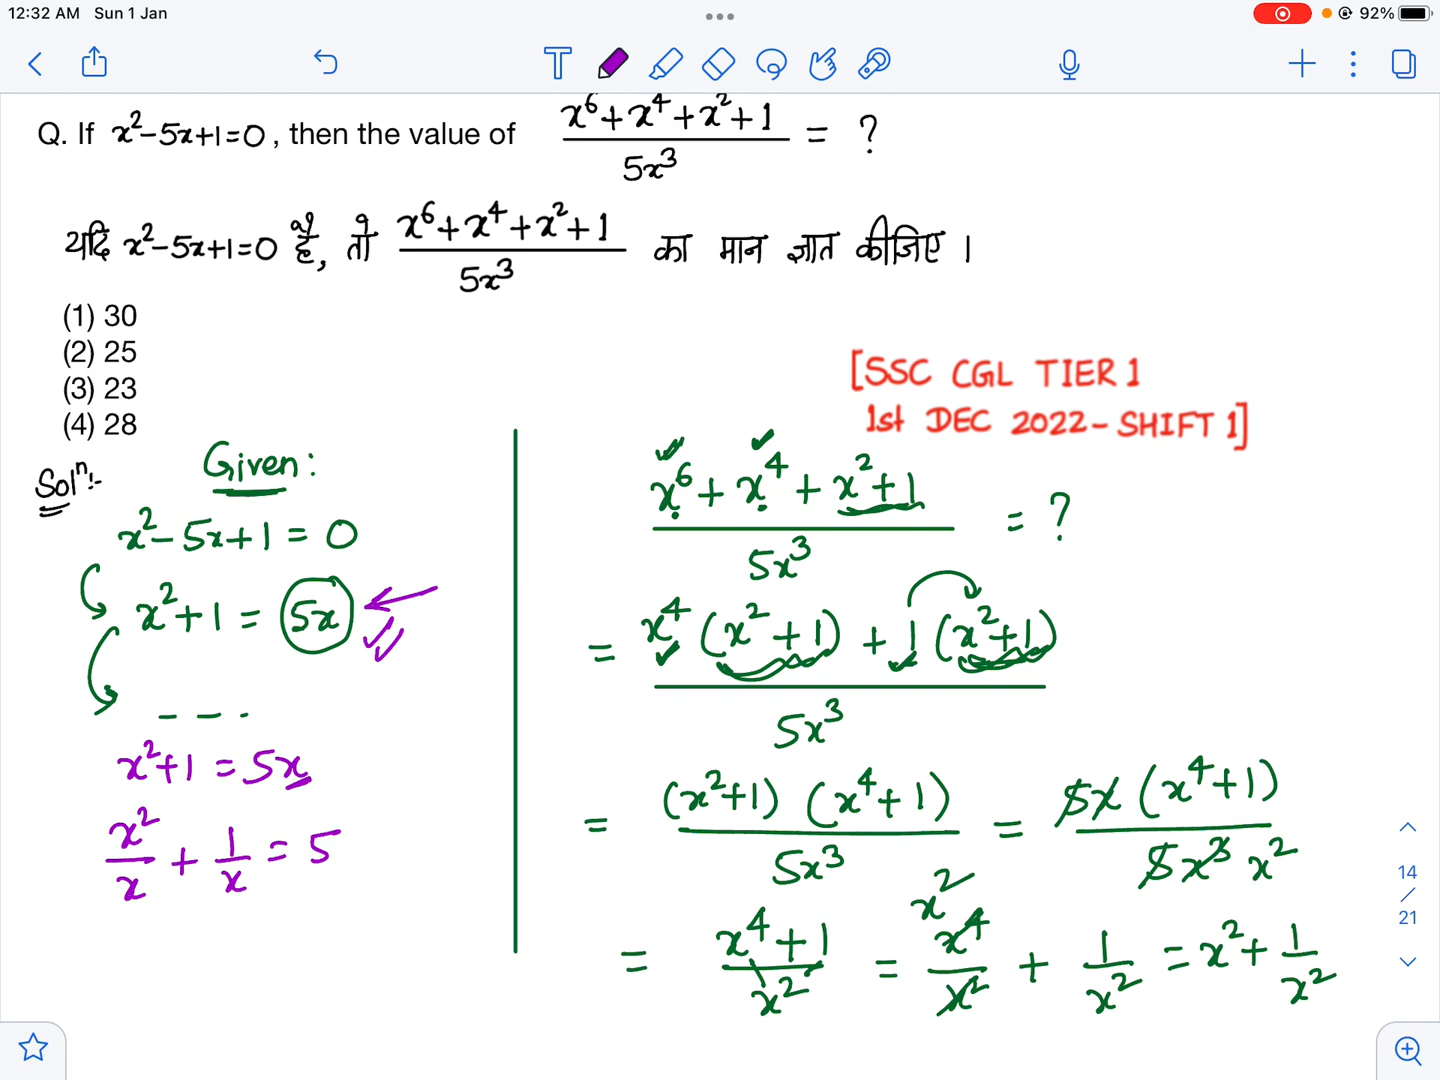 12:32 AM Sun 1 Jan
92%
Q. If x²-5x+1=0, then the value of (x⁶+x⁴+x²+1)/(5x³) = ?
यदि x²-5x+1=0 है, तो (x⁶+x⁴+x²+1)/(5x³) का मान ज्ञात कीजिए ।
(1) 30
(2) 25
(3) 23
(4) 28
[SSC CGL TIER 1
1st DEC 2022 - SHIFT 1]
Solⁿ:-
Given:
x²-5x+1=0
x²+1=5x
---
x²+1=5x
x²/x + 1/x = 5
(x⁶+x⁴+x²+1)/(5x³) = ?
= (x⁴(x²+1)+1(x²+1))/(5x³)
= ((x²+1)(x⁴+1))/(5x³) = (5x(x⁴+1))/(5x³) x²
= (x⁴+1)/x² = x⁴/x² x² + 1/x² = x² + 1/x²
14
/
21